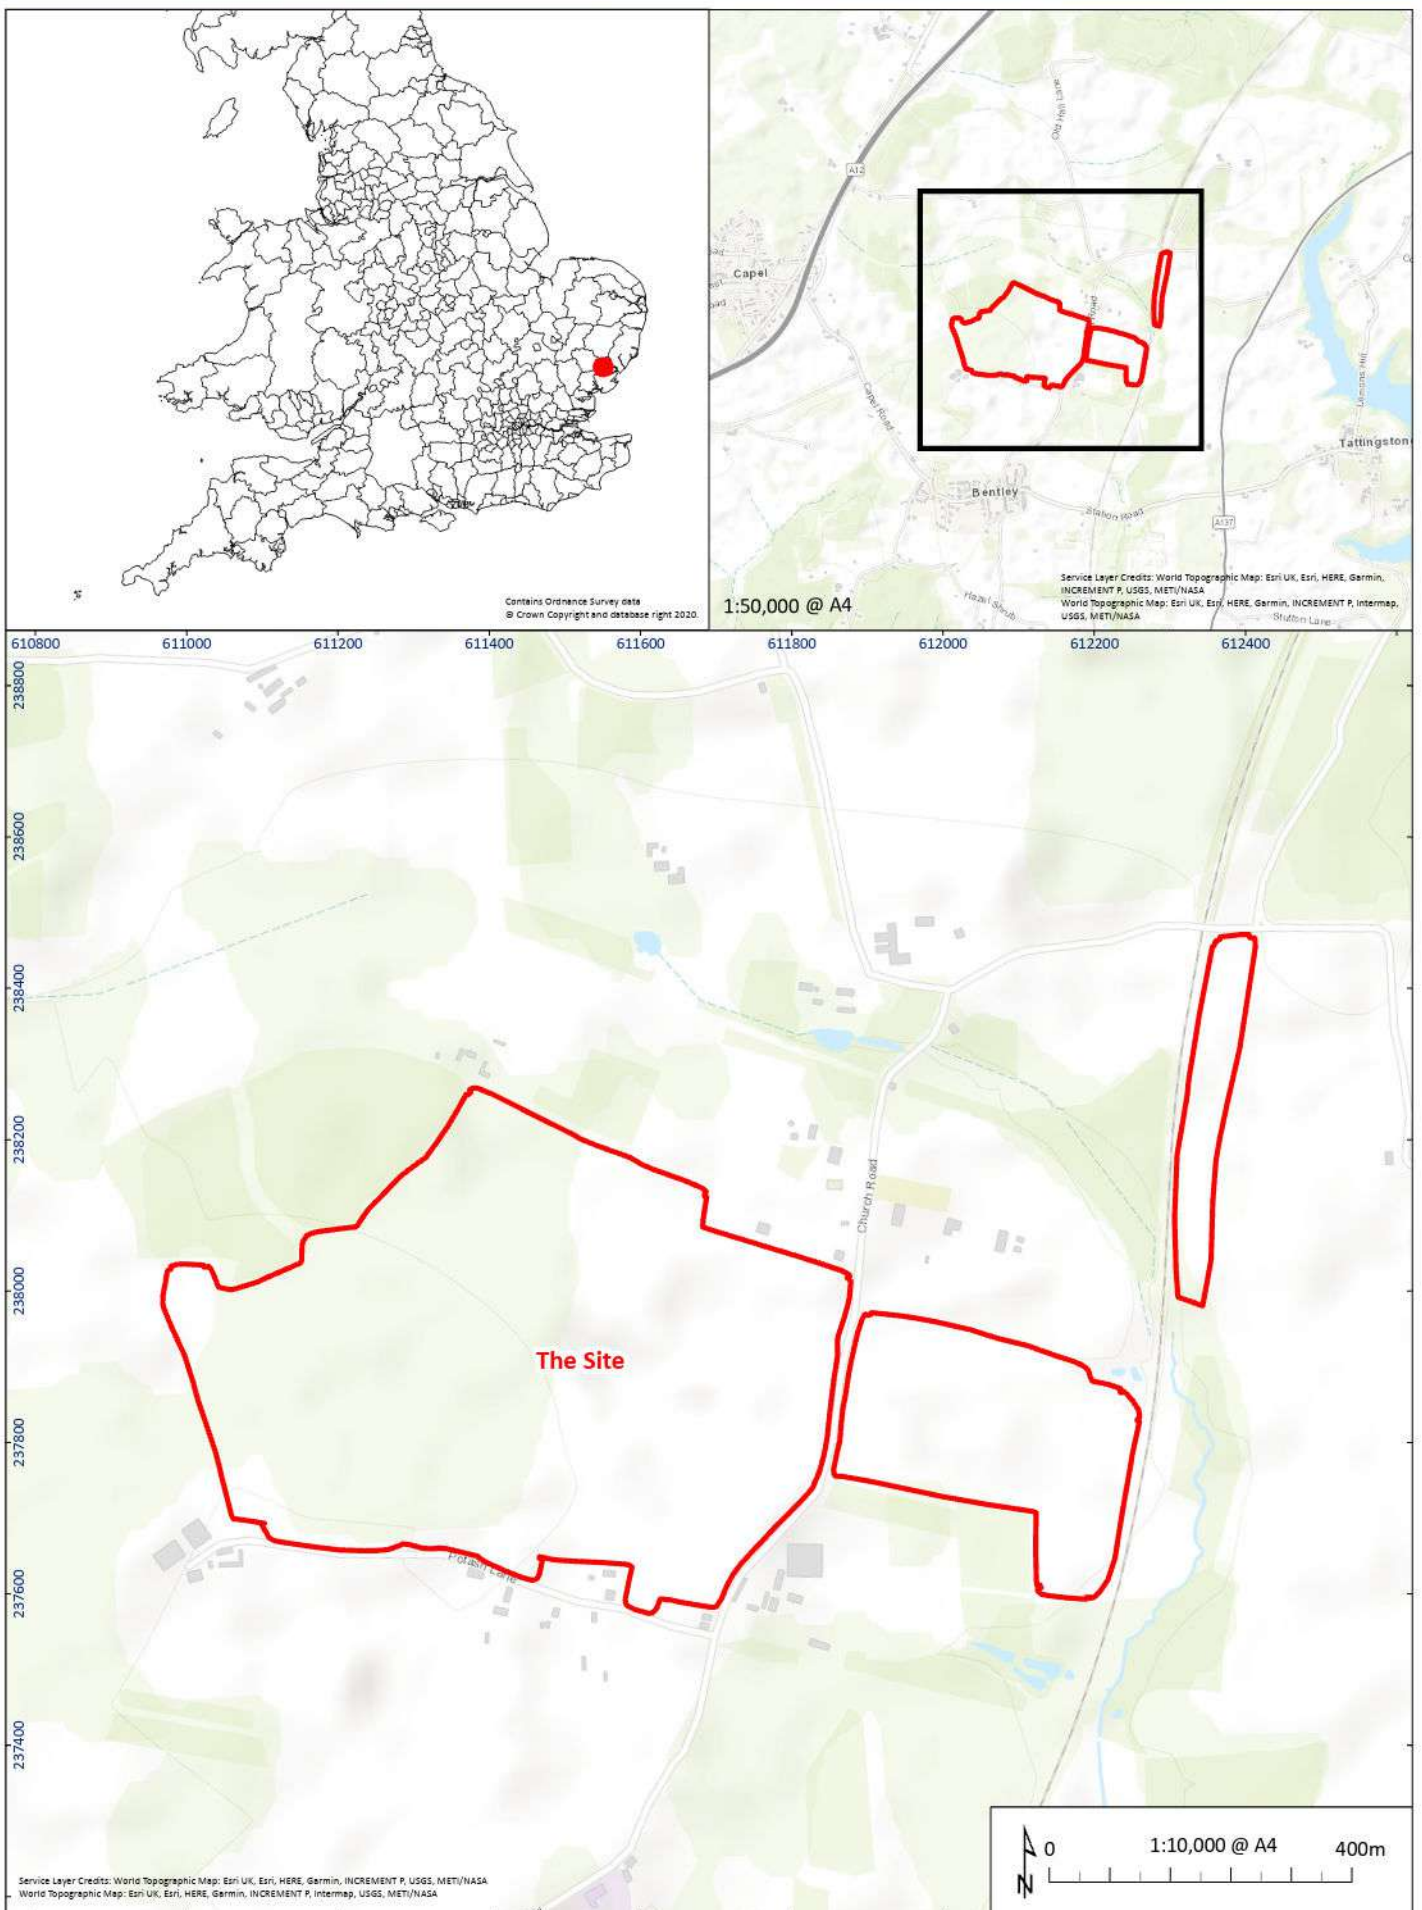 Contains Ordnance Survey data
© Crown Copyright and database right 2020.
Old Hall Lane
A12
Capel
Road
Capel Road
Lemons Hill
Tattingstone
Bentley
Station Road
A137
Hazel Shrub
Stutton Lane
1:50,000 @ A4
Service Layer Credits: World Topographic Map: Esri UK, Esri, HERE, Garmin,
INCREMENT P, USGS, METI/NASA
World Topographic Map: Esri UK, Esri, HERE, Garmin, INCREMENT P, Intermap,
USGS, METI/NASA
610800 611000 611200 611400 611600 611800 612000 612200 612400
238800
238600
238400
238200
238000
237800
237600
237400
Church Road
The Site
Potash Lane
0 1:10,000 @ A4 400m
N
Service Layer Credits: World Topographic Map: Esri UK, Esri, HERE, Garmin, INCREMENT P, USGS, METI/NASA
World Topographic Map: Esri UK, Esri, HERE, Garmin, INCREMENT P, Intermap, USGS, METI/NASA